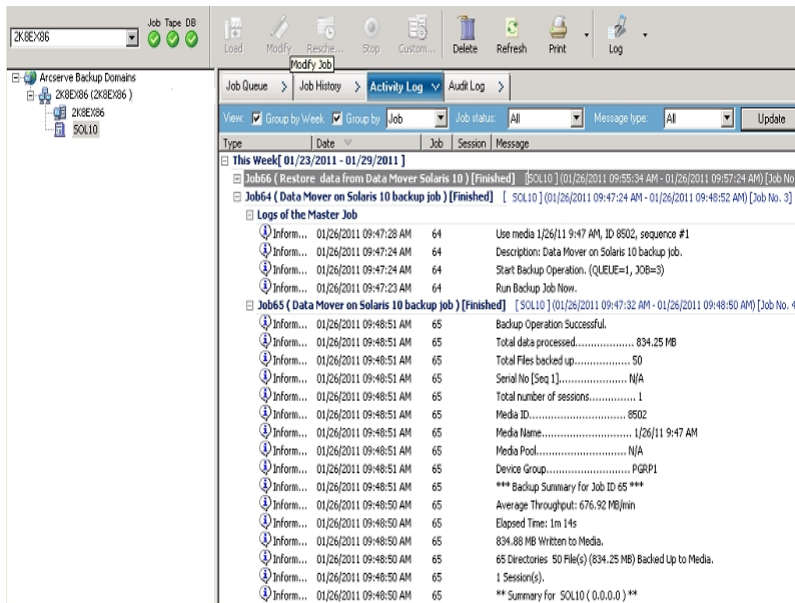 2K8EX86
Job Tape DB
Load
Modify
Resche...
Stop
Custom...
Delete
Refresh
Print
Log
Modify Job
Arcserve Backup Domains
2K8EX86 (2K8EX86 )
2K8EX86
SOL10
Job Queue
Job History
Activity Log
Audit Log
View: Group by Week Group by Job Job status: All Message type: All Update
Type Date Job Session Message
This Week[ 01/23/2011 - 01/29/2011 ]
Job66 ( Restore data from Data Mover Solaris 10 ) [Finished] [SOL10 ] (01/26/2011 09:55:34 AM - 01/26/2011 09:57:24 AM) [Job No
Job64 ( Data Mover on Solaris 10 backup job ) [Finished] [ SOL10 ] (01/26/2011 09:47:24 AM - 01/26/2011 09:48:52 AM) [Job No. 3]
Logs of the Master Job
Inform... 01/26/2011 09:47:28 AM 64 Use media 1/26/11 9:47 AM, ID 8502, sequence #1
Inform... 01/26/2011 09:47:24 AM 64 Description: Data Mover on Solaris 10 backup job.
Inform... 01/26/2011 09:47:24 AM 64 Start Backup Operation. (QUEUE=1, JOB=3)
Inform... 01/26/2011 09:47:23 AM 64 Run Backup Job Now.
Job65 ( Data Mover on Solaris 10 backup job ) [Finished] [ SOL10 ] (01/26/2011 09:47:32 AM - 01/26/2011 09:48:50 AM) [Job No. 4
Inform... 01/26/2011 09:48:51 AM 65 Backup Operation Successful.
Inform... 01/26/2011 09:48:51 AM 65 Total data processed................... 834.25 MB
Inform... 01/26/2011 09:48:51 AM 65 Total Files backed up.................. 50
Inform... 01/26/2011 09:48:51 AM 65 Serial No [Seq 1]...................... N/A
Inform... 01/26/2011 09:48:51 AM 65 Total number of sessions............... 1
Inform... 01/26/2011 09:48:51 AM 65 Media ID............................... 8502
Inform... 01/26/2011 09:48:51 AM 65 Media Name............................. 1/26/11 9:47 AM
Inform... 01/26/2011 09:48:51 AM 65 Media Pool............................. N/A
Inform... 01/26/2011 09:48:51 AM 65 Device Group........................... PGRP1
Inform... 01/26/2011 09:48:51 AM 65 *** Backup Summary for Job ID 65 ***
Inform... 01/26/2011 09:48:50 AM 65 Average Throughput: 676.92 MB/min
Inform... 01/26/2011 09:48:50 AM 65 Elapsed Time: 1m 14s
Inform... 01/26/2011 09:48:50 AM 65 834.88 MB Written to Media.
Inform... 01/26/2011 09:48:50 AM 65 65 Directories 50 File(s) (834.25 MB) Backed Up to Media.
Inform... 01/26/2011 09:48:50 AM 65 1 Session(s).
Inform... 01/26/2011 09:48:50 AM 65 ** Summary for SOL10 ( 0.0.0.0 ) **